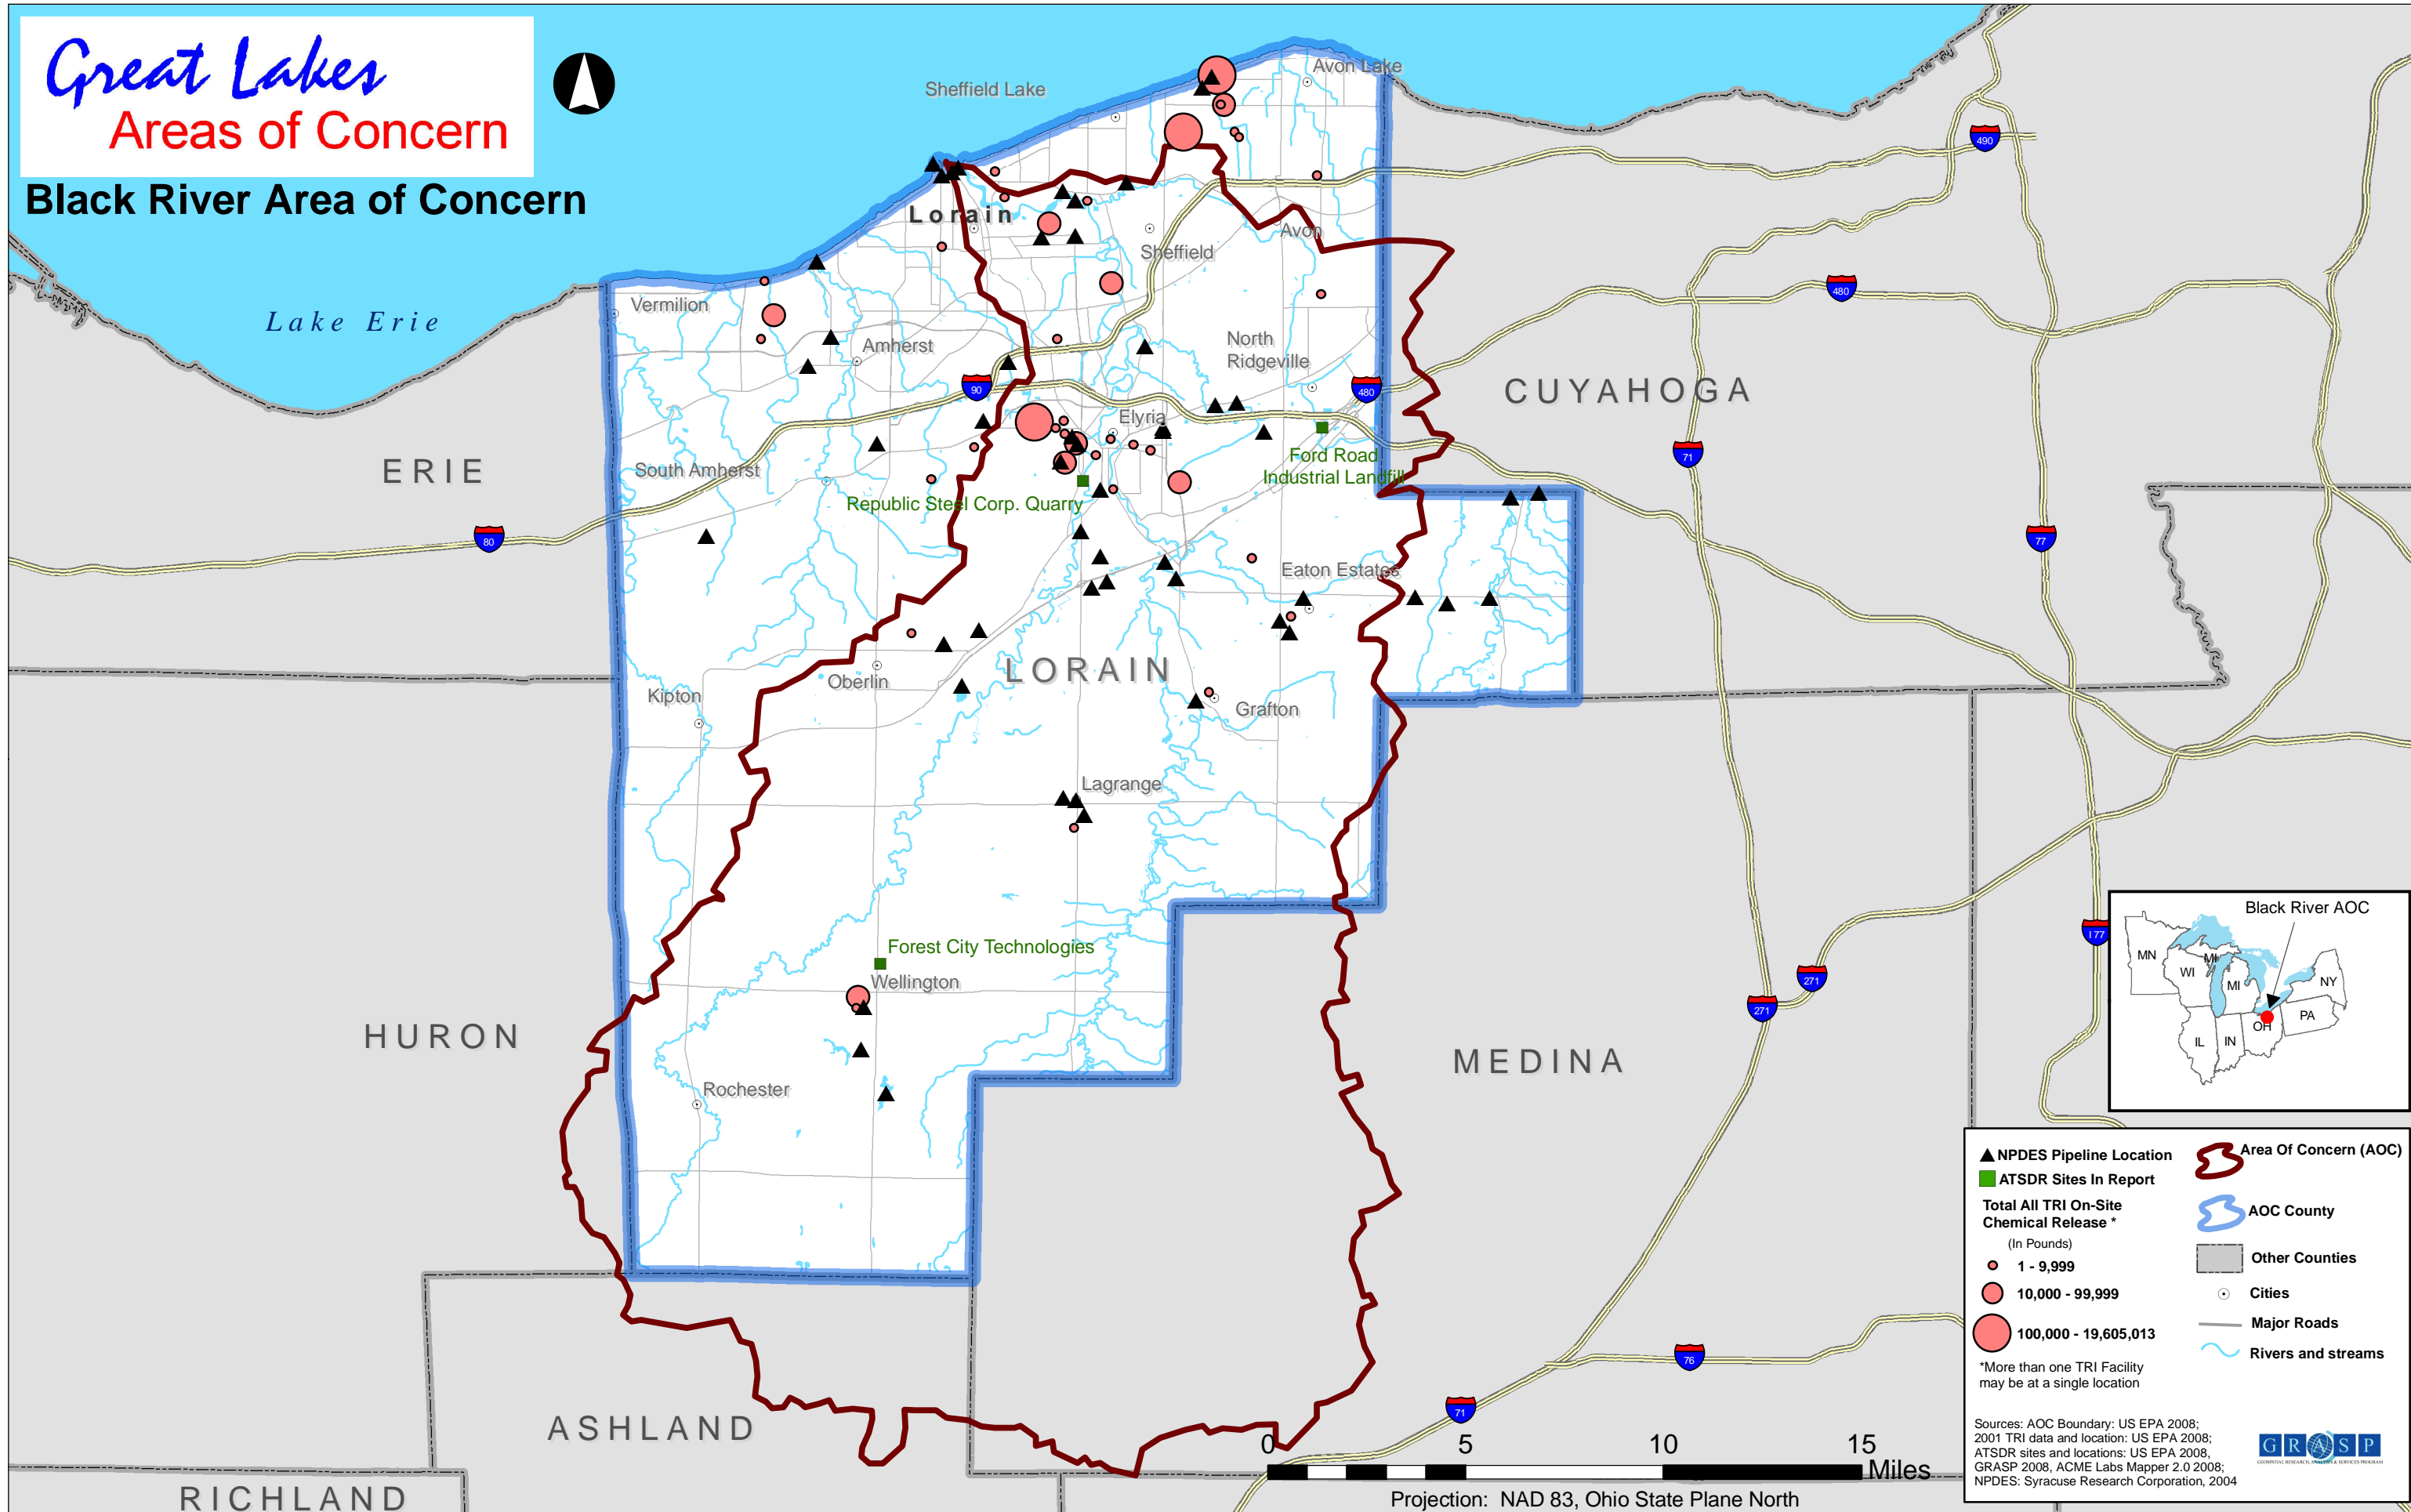 Great Lakes
Areas of Concern
Black River Area of Concern
Lake Erie
Sheffield Lake
Avon Lake
Lorain
Sheffield
Avon
Vermilion
Amherst
North
Ridgeville
Elyria
South Amherst
Republic Steel Corp. Quarry
Ford Road
Industrial Landfill
Eaton Estates
Kipton
Oberlin
LORAIN
Grafton
Lagrange
Forest City Technologies
Wellington
Rochester
ERIE
HURON
ASHLAND
RICHLAND
CUYAHOGA
MEDINA
90
480
80
490
480
71
77
I 77
271
271
76
71
Black River AOC
MN
WI
MI
MI
NY
PA
OH
IL
IN
NPDES Pipeline Location
ATSDR Sites In Report
Total All TRI On-Site
Chemical Release *
(In Pounds)
1 - 9,999
10,000 - 99,999
100,000 - 19,605,013
*More than one TRI Facility
may be at a single location
Area Of Concern (AOC)
AOC County
Other Counties
Cities
Major Roads
Rivers and streams
Sources: AOC Boundary: US EPA 2008;
2001 TRI data and location: US EPA 2008;
ATSDR sites and locations: US EPA 2008,
GRASP 2008, ACME Labs Mapper 2.0 2008;
NPDES: Syracuse Research Corporation, 2004
GRASP
GEOSPATIAL RESEARCH, ANALYSIS & SERVICES PROGRAM
0 5 10 15
Miles
Projection: NAD 83, Ohio State Plane North